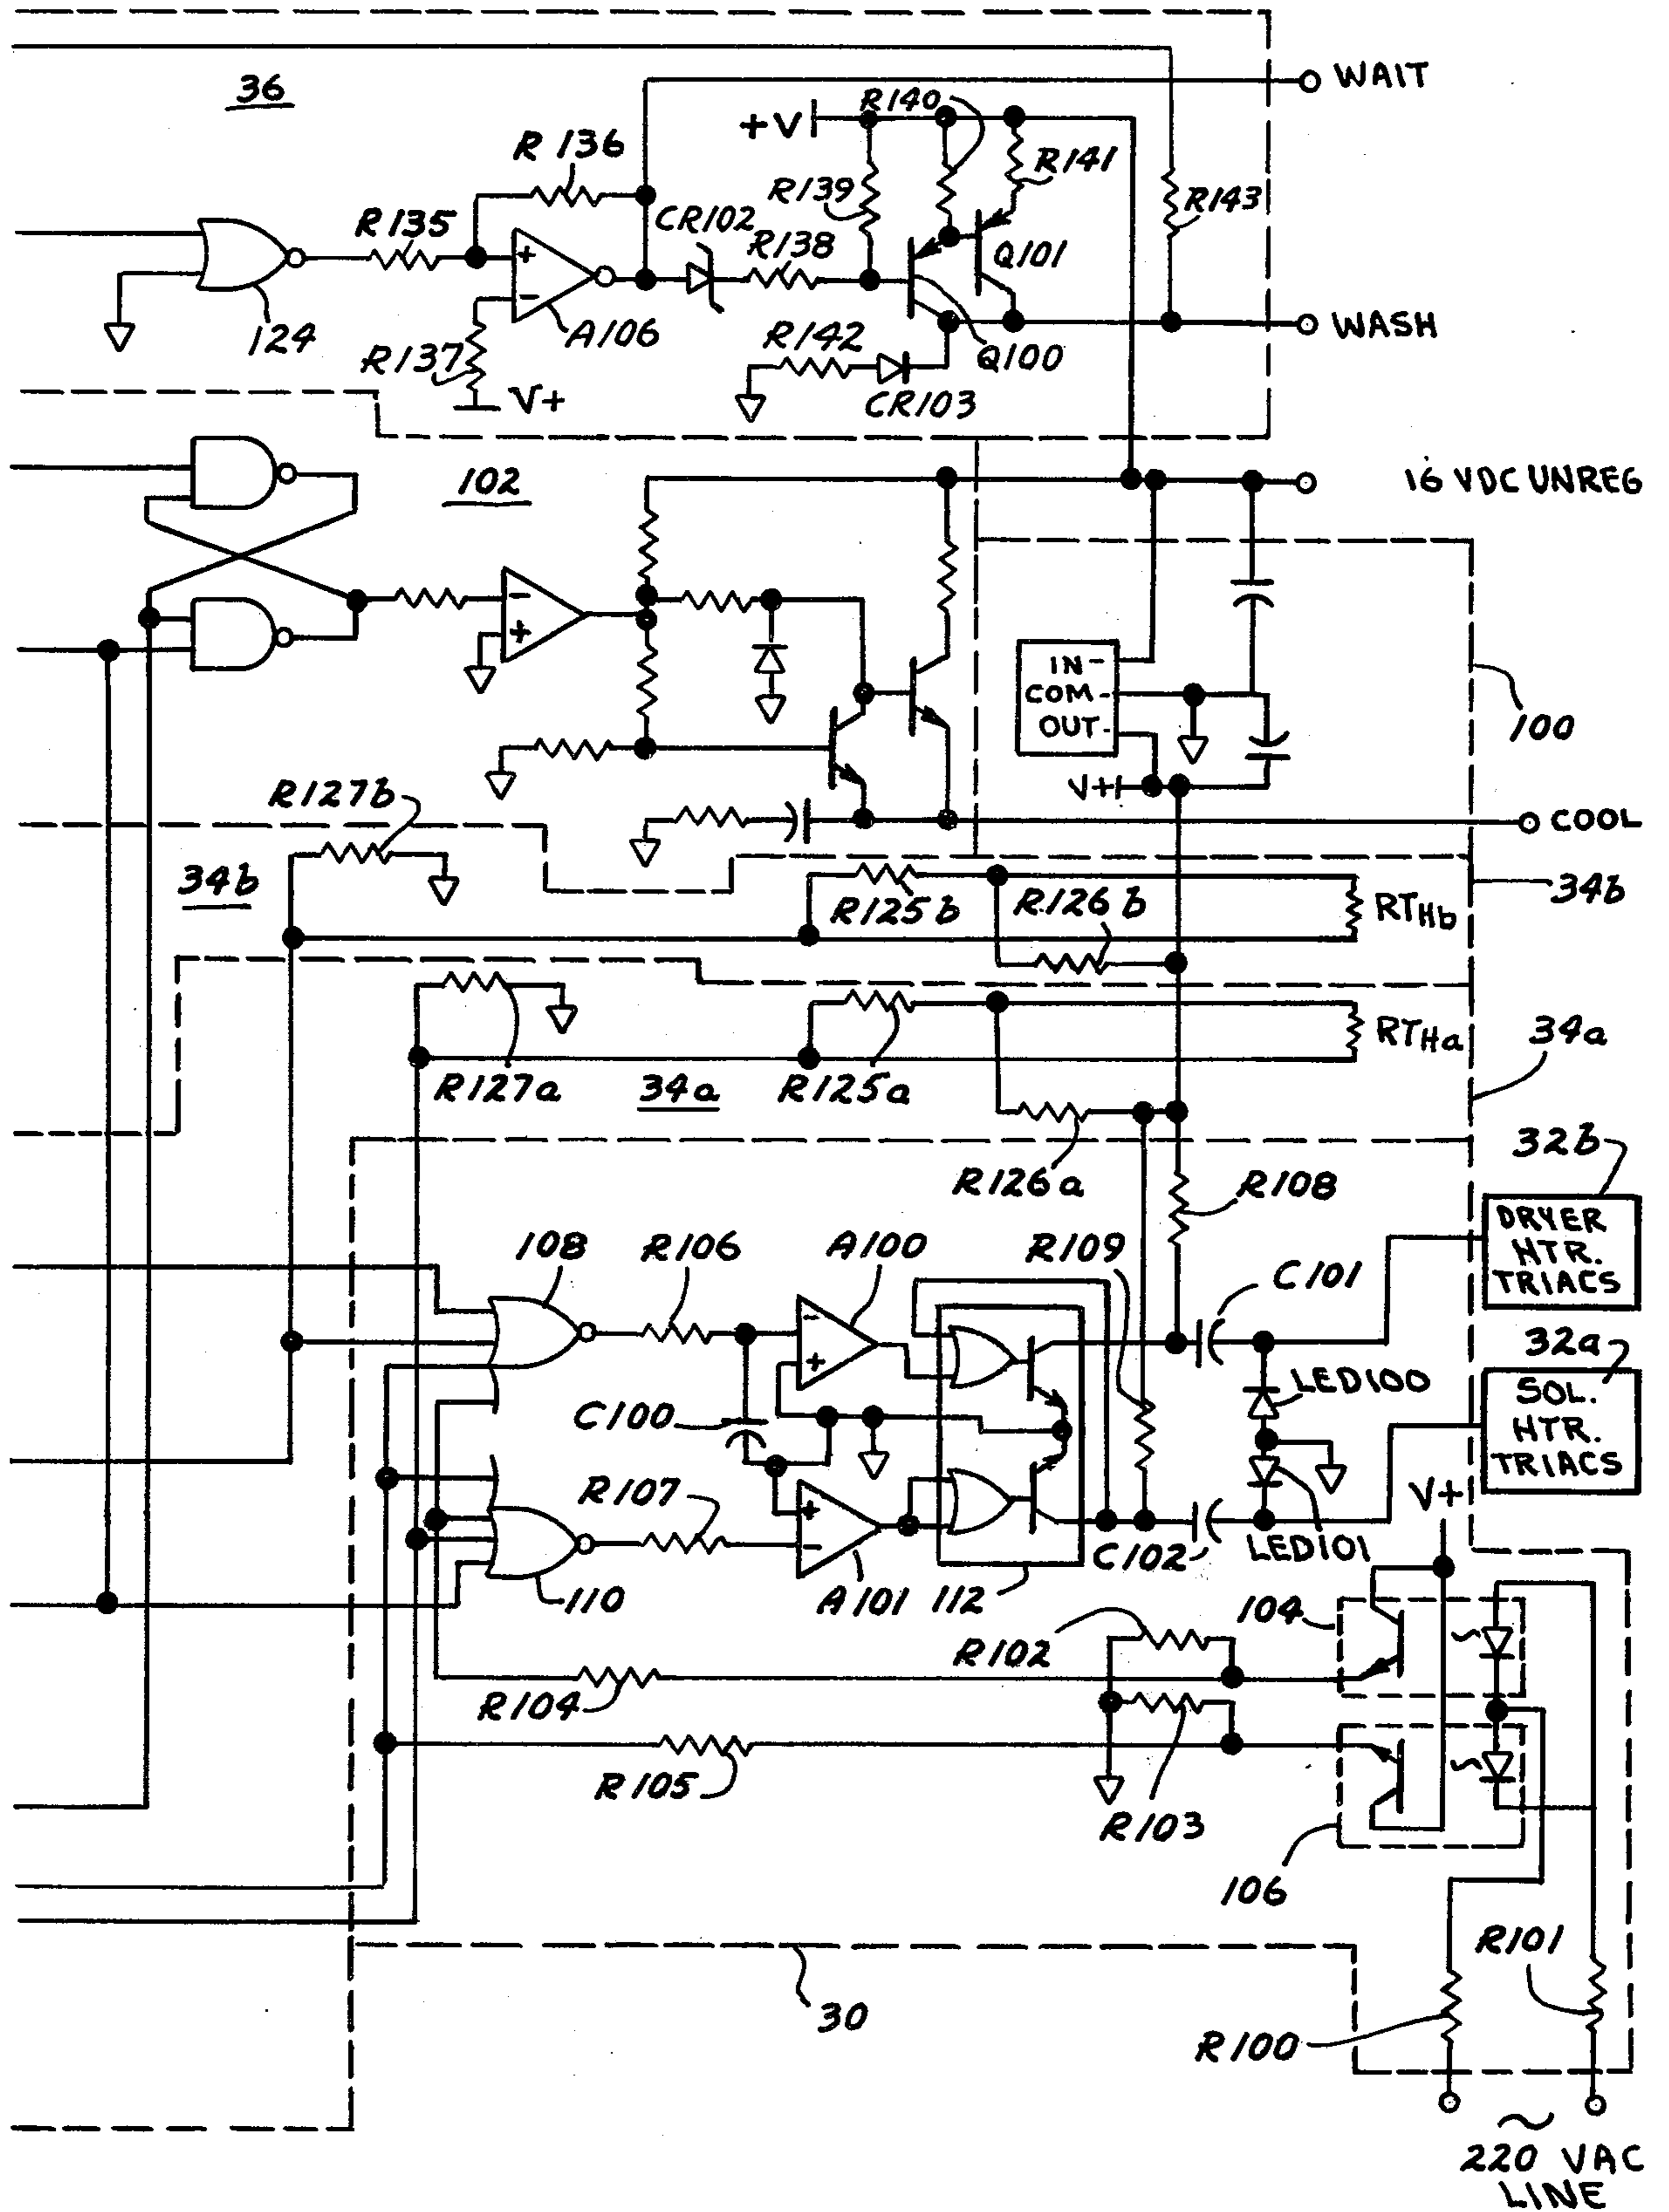 WAIT
36
R140
+V
R136
R141
R139
R143
R135
CR102
R138
Q101
+
-
WASH
124
A106
R142
Q100
R137
V+
CR103
102
16 VDC UNREG
-
+
IN-
COM-
OUT-
100
V+
R127b
COOL
34b
R125b
R126b
RTHb
34b
RTHa
34a
R127a
34a
R125a
32b
R126a
R108
DRYER
HTR.
TRIACS
108
R106
A100
R109
C101
-
+
32a
LED100
SOL.
HTR.
TRIACS
C100
R107
V+
+
-
C102
LED101
110
A101
112
104
R102
R104
R105
R103
106
R101
30
R100
~
220 VAC
LINE